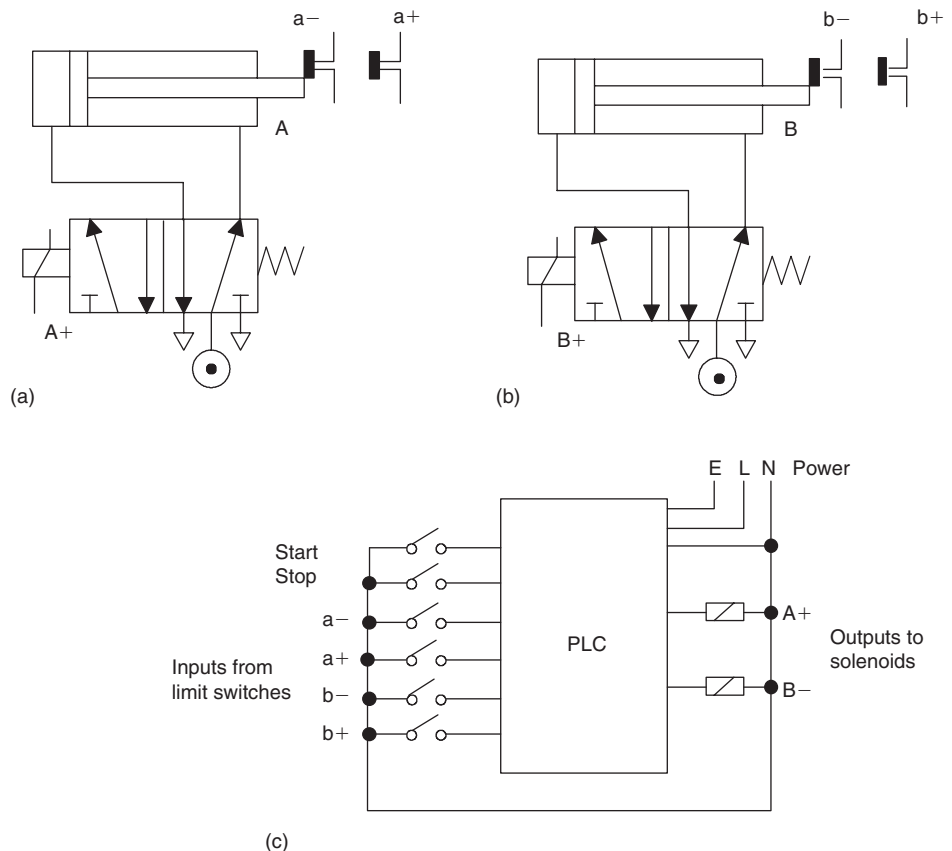 a− a+
A
A+
(a)
b− b+
B
B+
(b)
E L N Power
Start
Stop
a−
a+
b−
b+
Inputs from
limit switches
PLC
A+
B−
Outputs to
solenoids
(c)